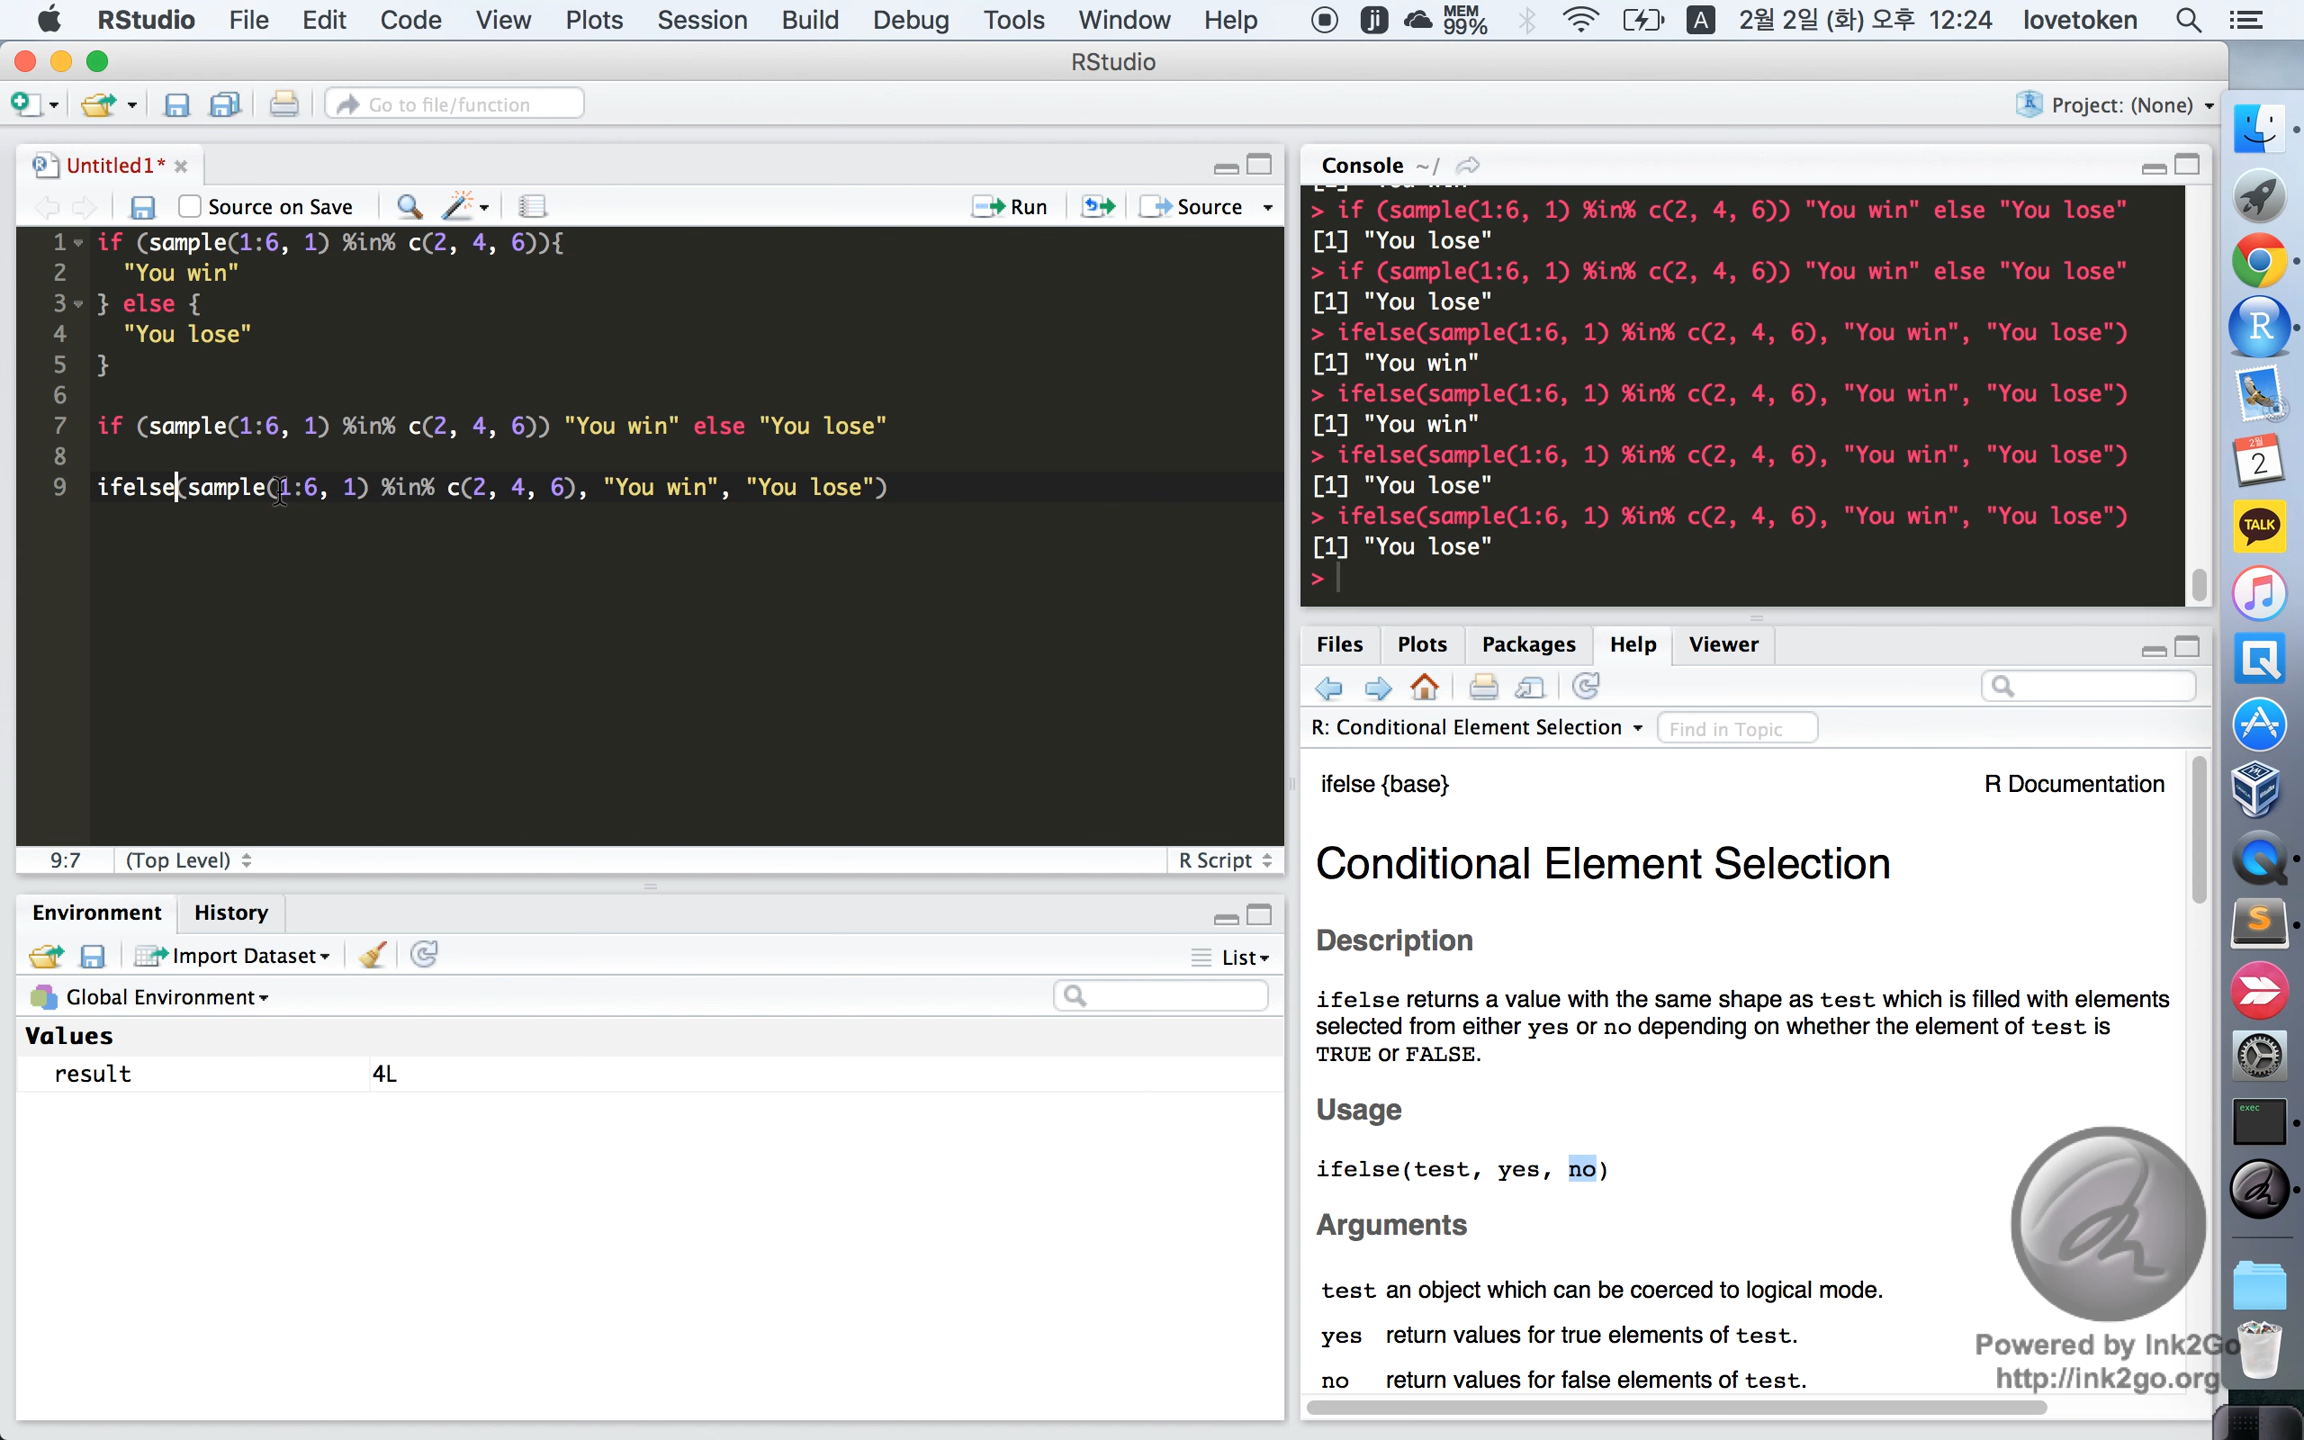 RStudio File Edit Code View Plots Session Build Debug Tools Window Help ji MEM 99% A 2월 2일 (화) 오후 12:24 lovetoken
RStudio
Go to file/function Project: (None)
Untitled1*
Source on Save Run Source
1 if (sample(1:6, 1) %in% c(2, 4, 6)){
2 "You win"
3 } else {
4 "You lose"
5 }
6
7 if (sample(1:6, 1) %in% c(2, 4, 6)) "You win" else "You lose"
8
9 ifelse(sample(1:6, 1) %in% c(2, 4, 6), "You win", "You lose")
9:7 (Top Level) R Script
Environment History
Import Dataset List
Global Environment
Values
result 4L
Console ~/
> if (sample(1:6, 1) %in% c(2, 4, 6)) "You win" else "You lose"
[1] "You lose"
> if (sample(1:6, 1) %in% c(2, 4, 6)) "You win" else "You lose"
[1] "You lose"
> ifelse(sample(1:6, 1) %in% c(2, 4, 6), "You win", "You lose")
[1] "You win"
> ifelse(sample(1:6, 1) %in% c(2, 4, 6), "You win", "You lose")
[1] "You win"
> ifelse(sample(1:6, 1) %in% c(2, 4, 6), "You win", "You lose")
[1] "You lose"
> ifelse(sample(1:6, 1) %in% c(2, 4, 6), "You win", "You lose")
[1] "You lose"
>
Files Plots Packages Help Viewer
R: Conditional Element Selection Find in Topic
ifelse {base} R Documentation
Conditional Element Selection
Description
ifelse returns a value with the same shape as test which is filled with elements
selected from either yes or no depending on whether the element of test is
TRUE or FALSE.
Usage
ifelse(test, yes, no)
Arguments
test an object which can be coerced to logical mode.
yes return values for true elements of test.
no return values for false elements of test.
Powered by Ink2Go
http://ink2go.org
R
2월
2
TALK
S
exec